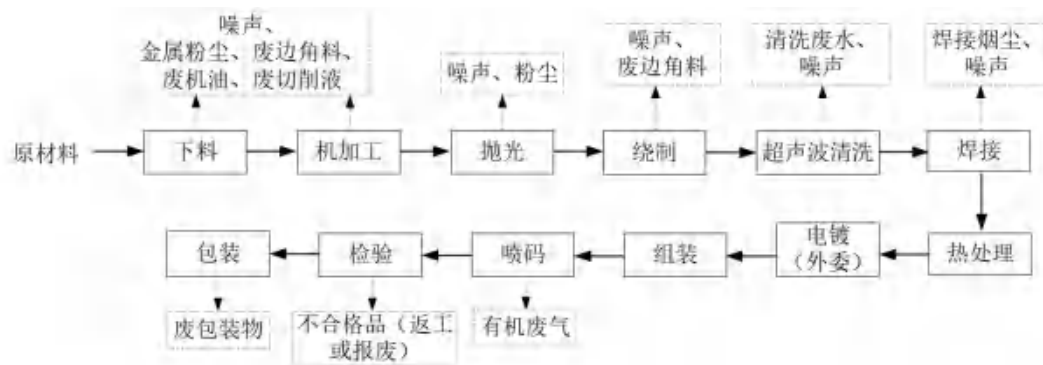 噪声、
金属粉尘、废边角料、
废机油、废切削液
噪声、粉尘
噪声、
废边角料
清洗废水、
噪声
焊接烟尘、
噪声
原材料
下料
机加工
抛光
绕制
超声波清洗
焊接
包装
检验
喷码
组装
电镀
（外委）
热处理
废包装物
不合格品（返工
或报废）
有机废气